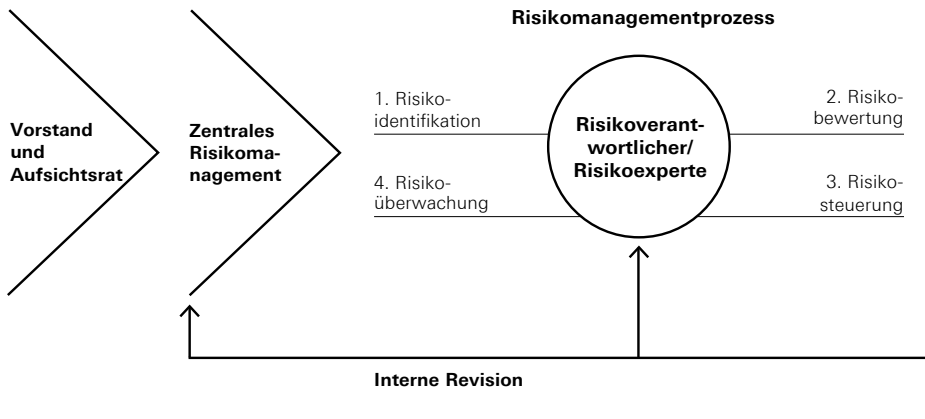 Risikomanagementprozess
Vorstand
und
Aufsichtsrat
Zentrales
Risikoma-
nagement
1. Risiko-
identifikation
Risikoverant-
wortlicher/
Risikoexperte
2. Risiko-
bewertung
4. Risiko-
überwachung
3. Risiko-
steuerung
Interne Revision